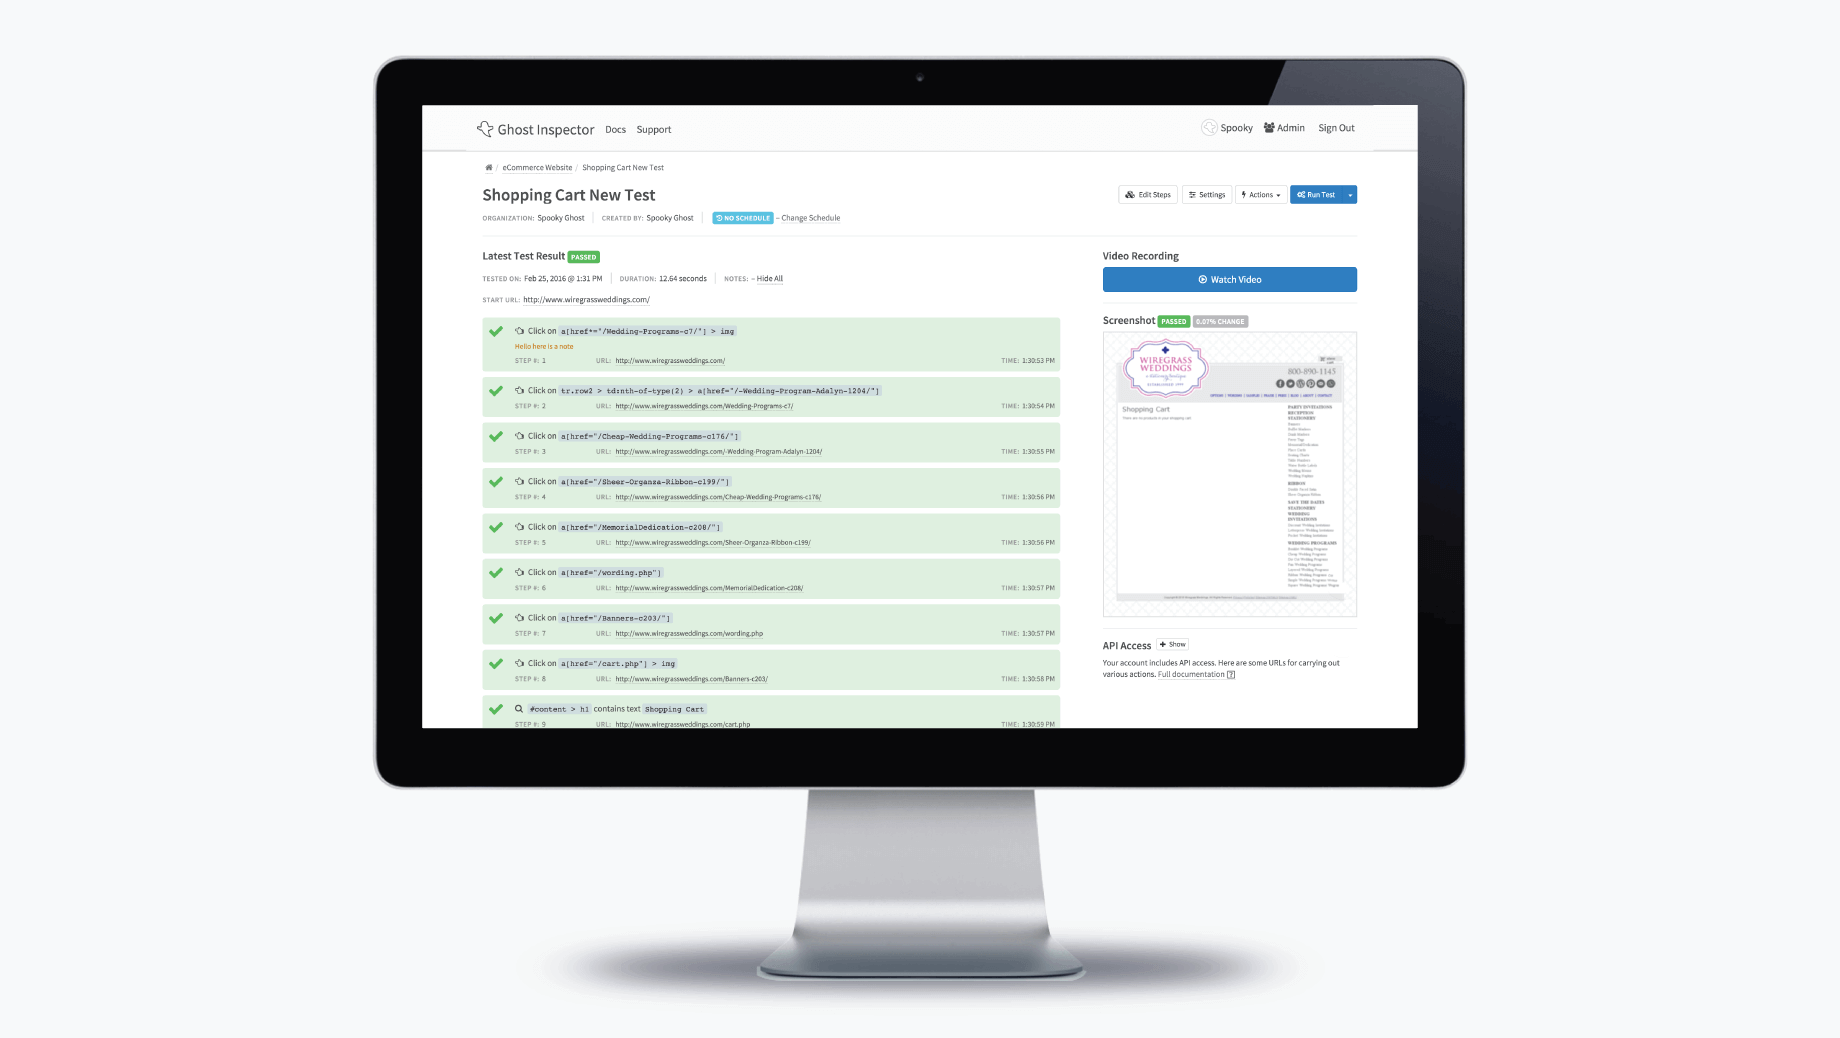 Ghost Inspector Docs Support Spooky Admin Sign Out
/ eCommerce Website / Shopping Cart New Test
Shopping Cart New Test
Edit Steps Settings Actions Run Test
ORGANIZATION: Spooky Ghost CREATED BY: Spooky Ghost NO SCHEDULE – Change Schedule
Latest Test Result PASSED
TESTED ON: Feb 25, 2016 @ 1:31 PM DURATION: 12.64 seconds NOTES: – Hide All
START URL: http://www.wiregrassweddings.com/
Click on a[href*="/Wedding-Programs-c7/"] > img
Hello here is a note
STEP #: 1 URL: http://www.wiregrassweddings.com/ TIME: 1:30:53 PM
Click on tr.row2 > td:nth-of-type(2) > a[href="/-Wedding-Program-Adalyn-1204/"]
STEP #: 2 URL: http://www.wiregrassweddings.com/Wedding-Programs-c7/ TIME: 1:30:54 PM
Click on a[href="/Cheap-Wedding-Programs-c176/"]
STEP #: 3 URL: http://www.wiregrassweddings.com/-Wedding-Program-Adalyn-1204/ TIME: 1:30:55 PM
Click on a[href="/Sheer-Organza-Ribbon-c199/"]
STEP #: 4 URL: http://www.wiregrassweddings.com/Cheap-Wedding-Programs-c176/ TIME: 1:30:56 PM
Click on a[href="/MemorialDedication-c208/"]
STEP #: 5 URL: http://www.wiregrassweddings.com/Sheer-Organza-Ribbon-c199/ TIME: 1:30:56 PM
Click on a[href="/wording.php"]
STEP #: 6 URL: http://www.wiregrassweddings.com/MemorialDedication-c208/ TIME: 1:30:57 PM
Click on a[href="/Banners-c203/"]
STEP #: 7 URL: http://www.wiregrassweddings.com/wording.php TIME: 1:30:57 PM
Click on a[href="/cart.php"] > img
STEP #: 8 URL: http://www.wiregrassweddings.com/Banners-c203/ TIME: 1:30:58 PM
#content > h1 contains text Shopping Cart
STEP #: 9 URL: http://www.wiregrassweddings.com/cart.php TIME: 1:30:59 PM
Video Recording
Watch Video
Screenshot PASSED 0.07% CHANGE
WIREGRASS
WEDDINGS
800-890-1145
Shopping Cart
PARTY INVITATIONS
RECEPTION
STATIONERY
RIBBON
SAVE THE DATES
STATIONERY
WEDDING
INVITATIONS
WEDDING PROGRAMS
API Access + Show
Your account includes API access. Here are some URLs for carrying out
various actions. Full documentation